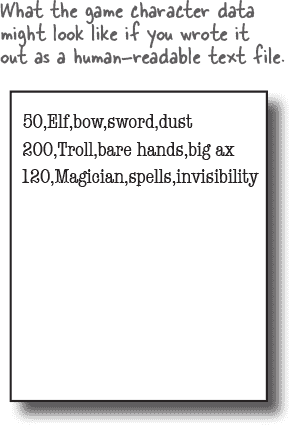 What the game character data
might look like if you wrote it
out as a human-readable text file.
50,Elf,bow,sword,dust
200,Troll,bare hands,big ax
120,Magician,spells,invisibility